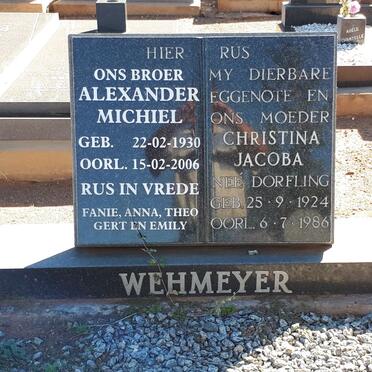 HIER RUS
ONS BROER
ALEXANDER
MICHIEL
GEB. 22-02-1930
OORL. 15-02-2006
RUS IN VREDE
FANIE, ANNA, THEO
GERT EN EMILY
MY DIERBARE
EGGENOTE EN
ONS MOEDER
CHRISTINA
JACOBA
NEE DORFLING
GEB 25-9-1924
OORL. 6-7-1986
WEHMEYER